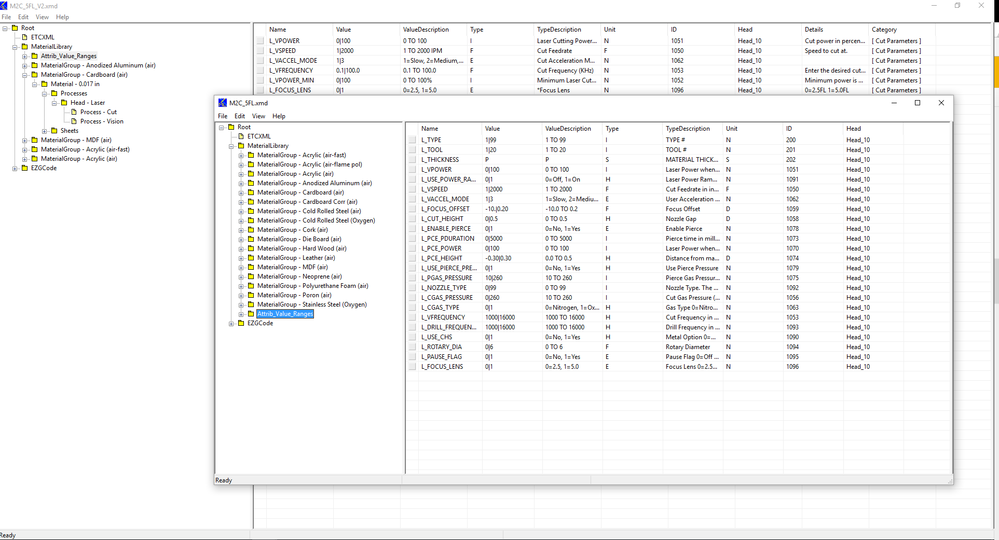 M2C_5FL_V2.xmd
File Edit View Help
Root
ETCXML
MaterialLibrary
Attrib_Value_Ranges
MaterialGroup - Anodized Aluminum (air)
MaterialGroup - Cardboard (air)
Material - 0.017 in
Processes
Head - Laser
Process - Cut
Process - Vision
Sheets
MaterialGroup - MDF (air)
MaterialGroup - Acrylic (air-fast)
MaterialGroup - Acrylic (air)
EZGCode
Name Value ValueDescription Type TypeDescription Unit ID Head Details Category
L_VPOWER 0|100 0 TO 100 I Laser Cutting Power... N 1051 Head_10 Cut power in percen... [ Cut Parameters ]
L_VSPEED 1|2000 1 TO 2000 IPM F Cut Feedrate F 1050 Head_10 Speed to cut at. [ Cut Parameters ]
L_VACCEL_MODE 1|3 1=Slow, 2=Medium,... E Cut Acceleration M... N 1062 Head_10 [ Cut Parameters ]
L_VFREQUENCY 0.1|100.0 0.1 TO 100.0 F Cut Frequency (KHz) N 1053 Head_10 Enter the desired cut... [ Cut Parameters ]
L_VPOWER_MIN 0|100 0 TO 100% I Minimum Laser Cut... N 1052 Head_10 Minimum power is ... [ Cut Parameters ]
L_FOCUS_LENS 0|1 0=2.5, 1=5.0 E *Focus Lens N 1096 Head_10 0=2.5FL 1=5.0FL [ Cut Parameters ]
M2C_5FL.xmd
File Edit View Help
Root
ETCXML
MaterialLibrary
MaterialGroup - Acrylic (air-fast)
MaterialGroup - Acrylic (air-flame pol)
MaterialGroup - Acrylic (air)
MaterialGroup - Anodized Aluminum (air)
MaterialGroup - Cardboard (air)
MaterialGroup - Cardboard Corr (air)
MaterialGroup - Cold Rolled Steel (air)
MaterialGroup - Cold Rolled Steel (Oxygen)
MaterialGroup - Cork (air)
MaterialGroup - Die Board (air)
MaterialGroup - Hard Wood (air)
MaterialGroup - Leather (air)
MaterialGroup - MDF (air)
MaterialGroup - Neoprene (air)
MaterialGroup - Polyurethane Foam (air)
MaterialGroup - Poron (air)
MaterialGroup - Stainless Steel (Oxygen)
Attrib_Value_Ranges
EZGCode
Name Value ValueDescription Type TypeDescription Unit ID Head
L_TYPE 1|99 1 TO 99 I TYPE # N 200 Head_10
L_TOOL 1|20 1 TO 20 I TOOL # N 201 Head_10
L_THICKNESS P P S MATERIAL THICK... S 202 Head_10
L_VPOWER 0|100 0 TO 100 I Laser Power when... N 1051 Head_10
L_USE_POWER_RA... 0|1 0=Off, 1=On H Laser Power Ram... N 1091 Head_10
L_VSPEED 1|2000 1 TO 2000 F Cut Feedrate in in... F 1050 Head_10
L_VACCEL_MODE 1|3 1=Slow, 2=Mediu... E User Acceleration ... N 1062 Head_10
L_FOCUS_OFFSET -10.|0.20 -10.0 TO 0.2 F Focus Offset D 1059 Head_10
L_CUT_HEIGHT 0|0.5 0 TO 0.5 H Nozzle Gap D 1058 Head_10
L_ENABLE_PIERCE 0|1 0=No, 1=Yes E Enable Pierce N 1078 Head_10
L_PCE_PDURATION 0|5000 0 TO 5000 I Pierce time in mill... N 1073 Head_10
L_PCE_POWER 0|100 0 TO 100 I Laser Power when... N 1070 Head_10
L_PCE_HEIGHT -0.30|0.30 0.0 TO 0.5 H Distance from ma... D 1074 Head_10
L_USE_PIERCE_PRE... 0|1 0=No, 1=Yes H Use Pierce Pressure N 1079 Head_10
L_PGAS_PRESSURE 10|260 10 TO 260 I Pierce Gas Pressur... N 1075 Head_10
L_NOZZLE_TYPE 0|99 0 TO 99 I Nozzle Type. The ... N 1092 Head_10
L_CGAS_PRESSURE 0|260 10 TO 260 I Cut Gas Pressure (... N 1056 Head_10
L_CGAS_TYPE 0|1 0=Nitrogen, 1=Ox... H Gas Type 0=Nitro... N 1063 Head_10
L_VFREQUENCY 1000|16000 1000 TO 16000 H Cut Frequency in ... N 1053 Head_10
L_DRILL_FREQUEN... 1000|16000 1000 TO 16000 H Drill Frequency in ... N 1093 Head_10
L_USE_CHS 0|1 0=No, 1=Yes H Metal Option 0=... N 1090 Head_10
L_ROTARY_DIA 0|6 0 TO 6 F Rotary Diameter N 1094 Head_10
L_PAUSE_FLAG 0|1 0=No, 1=Yes E Pause Flag 0=Off ... N 1095 Head_10
L_FOCUS_LENS 0|1 0=2.5, 1=5.0 E Focus Lens 0=2.5... N 1096 Head_10
Ready
Ready